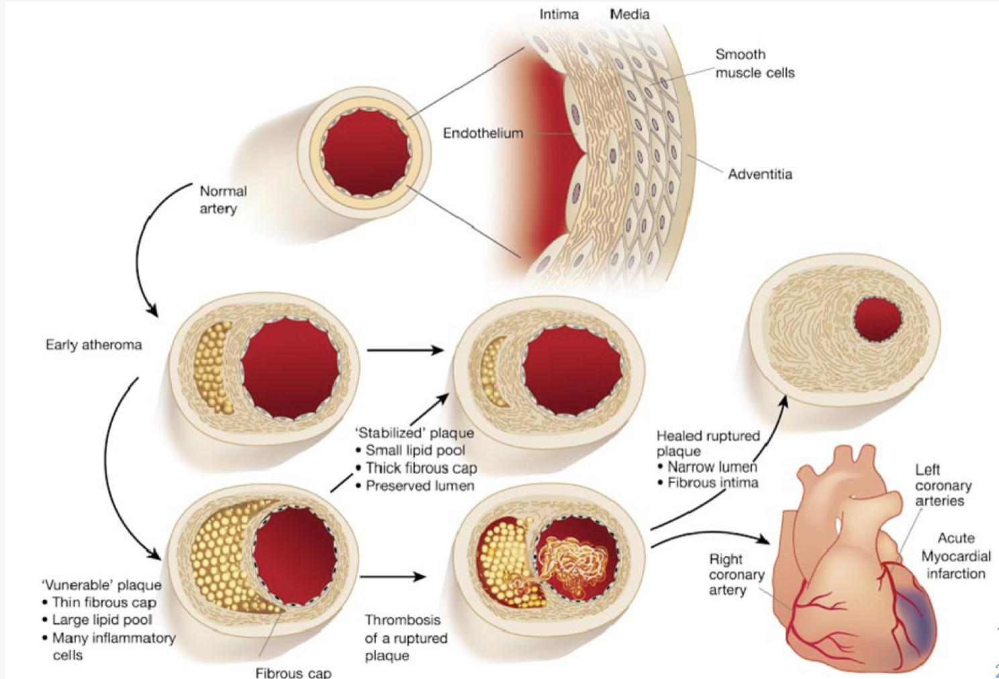 Intima
Media
Smooth
muscle cells
Endothelium
Adventitia
Normal
artery
Early atheroma
‘Stabilized’ plaque
• Small lipid pool
• Thick fibrous cap
• Preserved lumen
Healed ruptured
plaque
• Narrow lumen
• Fibrous intima
Left
coronary
arteries
Acute
Myocardial
infarction
Right
coronary
artery
‘Vunerable’ plaque
• Thin fibrous cap
• Large lipid pool
• Many inflammatory
cells
Thrombosis
of a ruptured
plaque
Fibrous cap